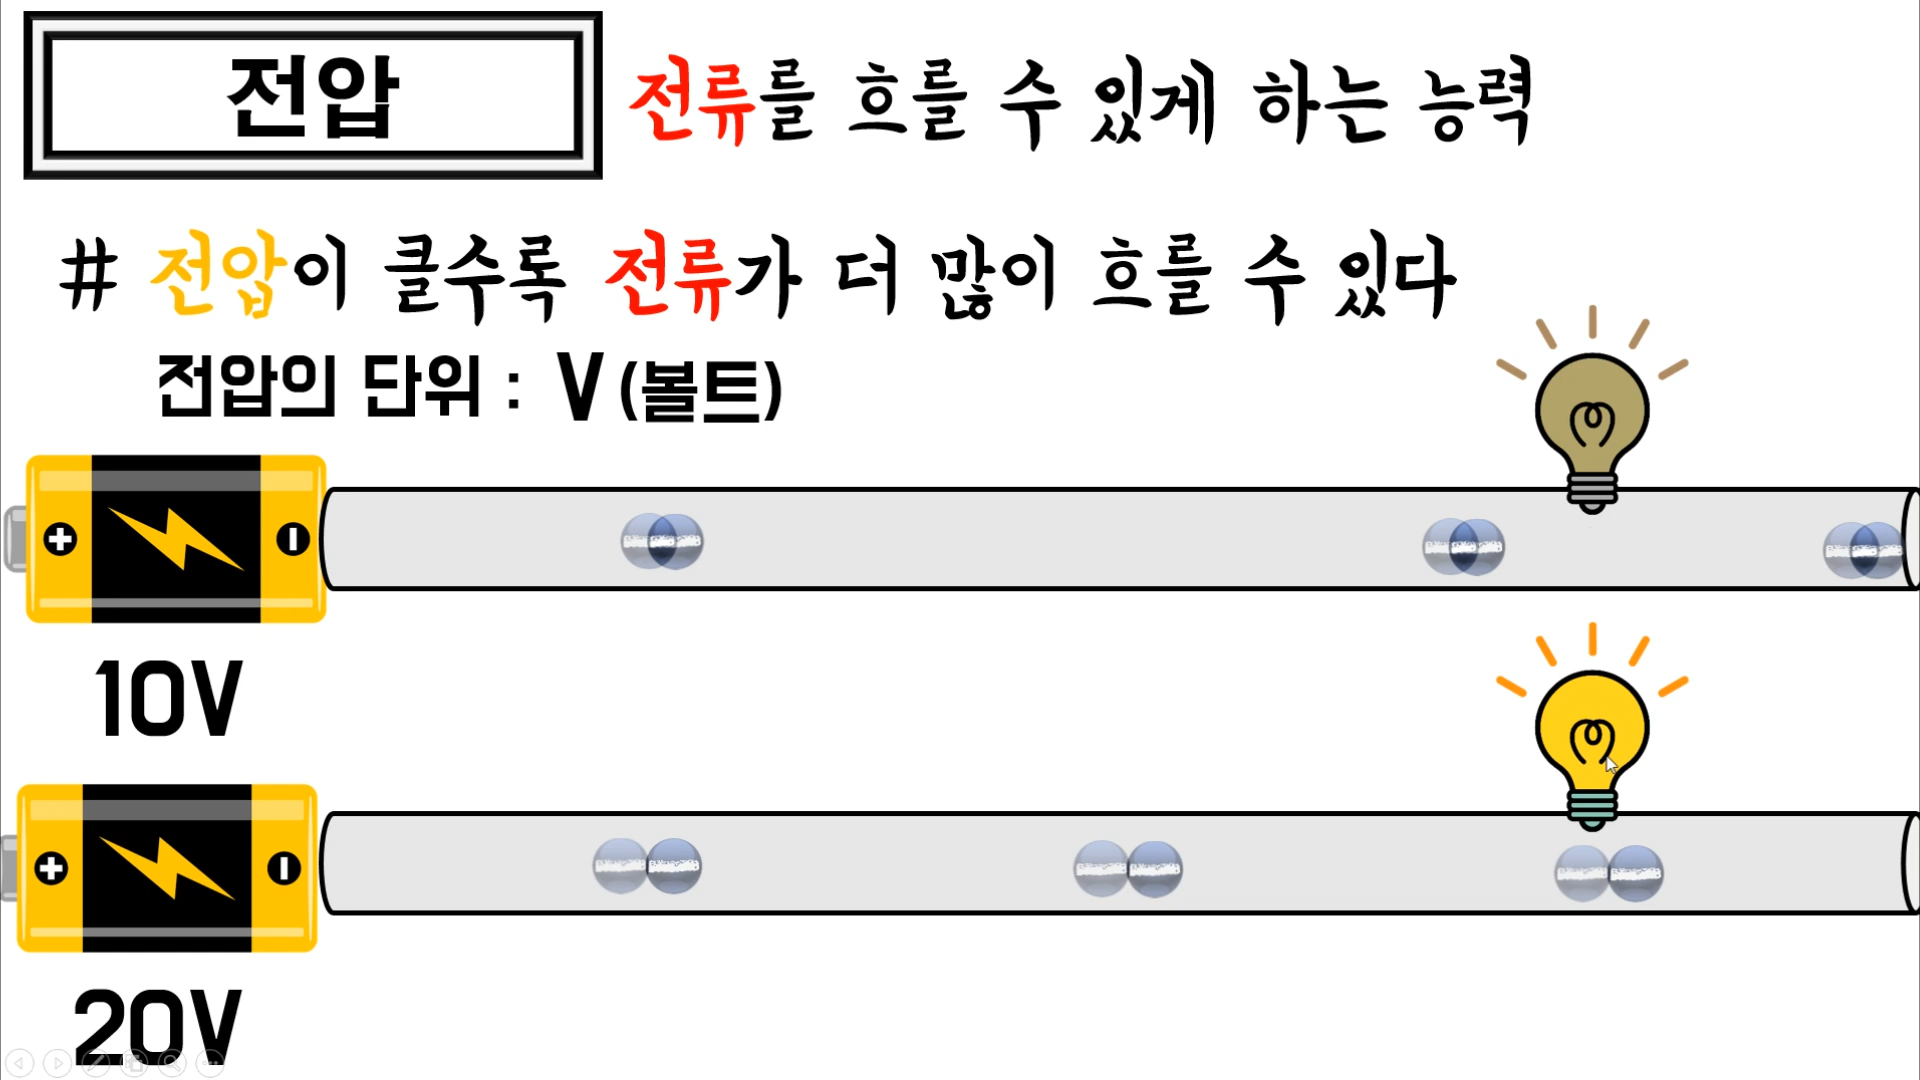 전압
전류를 흐를 수 있게 하는 능력
# 전압이 클수록 전류가 더 많이 흐를 수 있다
전압의 단위 : V (볼트)
10V
20V